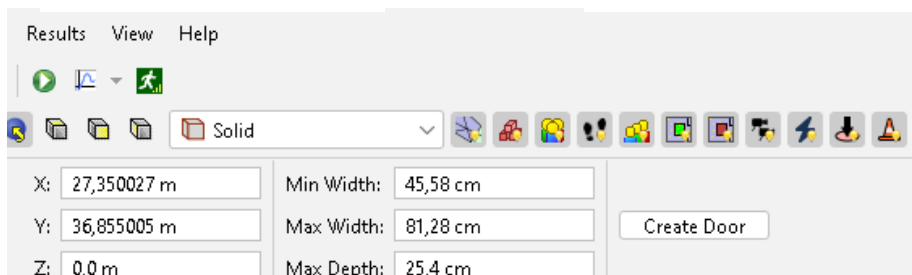 Results View Help
Solid
X: 27,350027 m Min Width: 45,58 cm
Y: 36,855005 m Max Width: 81,28 cm Create Door
Z: 0,0 m Max Depth: 25,4 cm